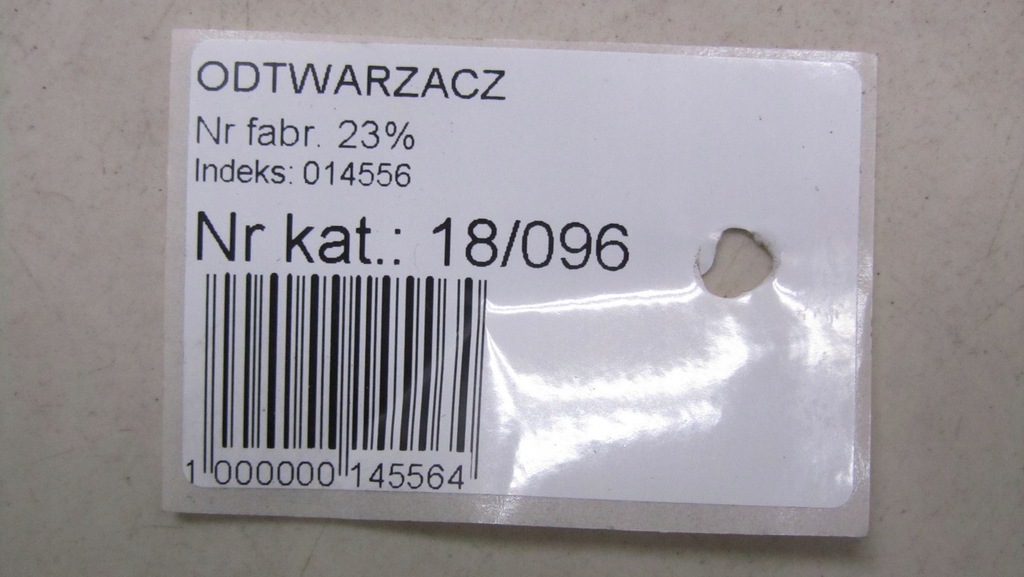 ODTWARZACZ
Nr fabr. 23%
Indeks: 014556
Nr kat.: 18/096
1 000000 145564